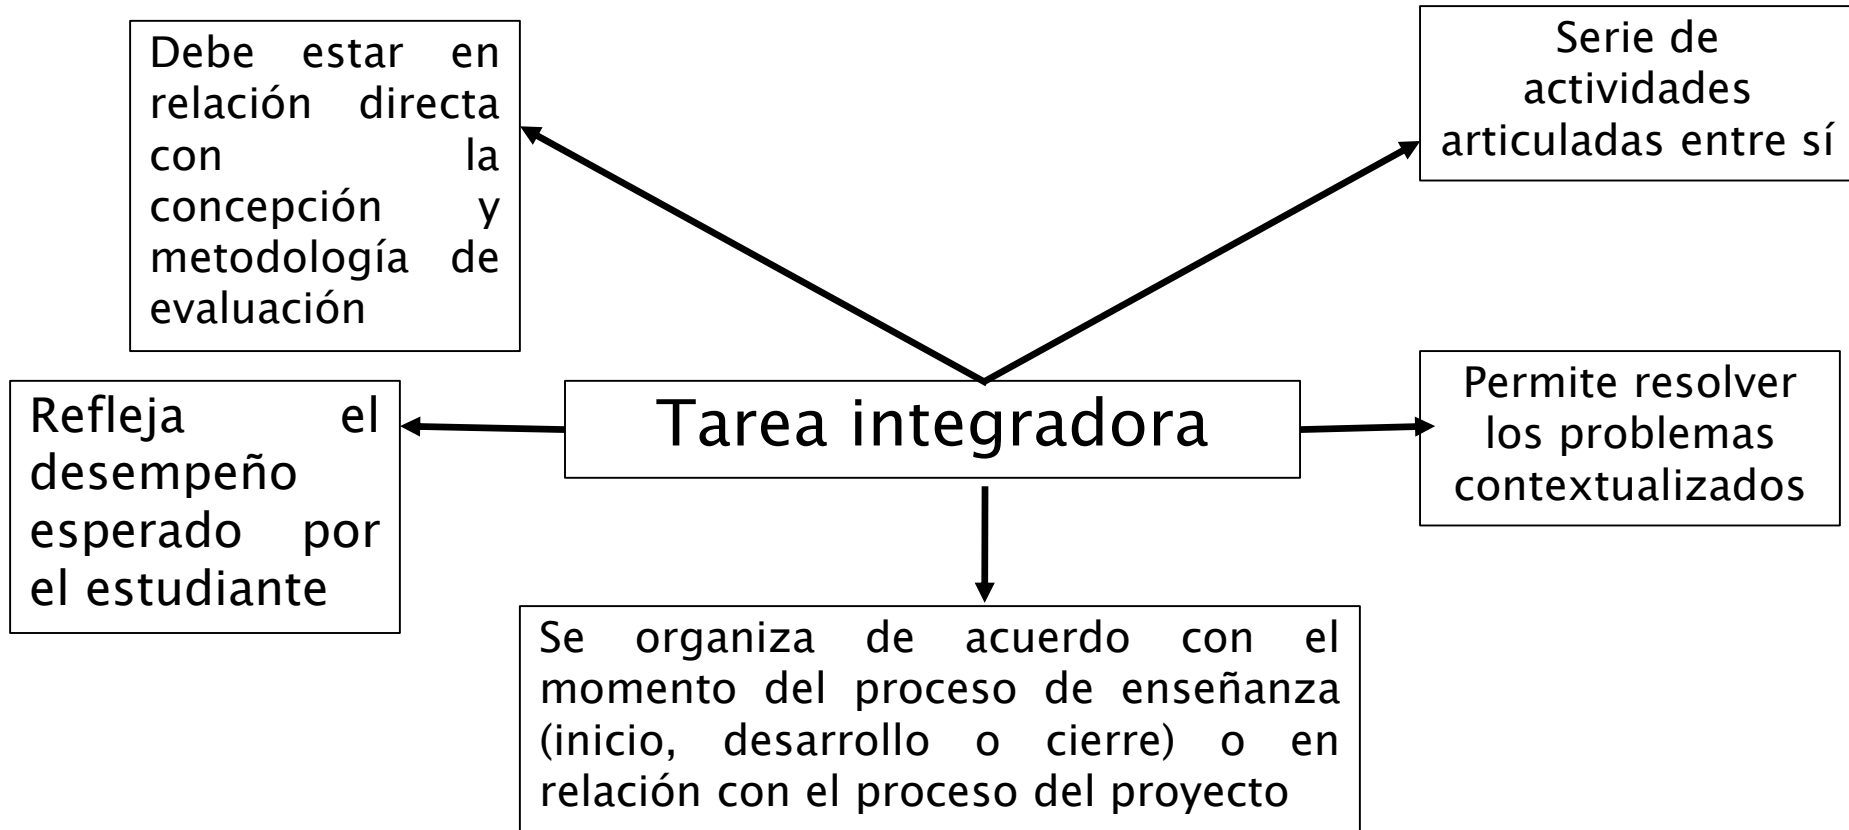 Debe estar en
relación directa
con la
concepción y
metodología de
evaluación
Serie de
actividades
articuladas entre sí
Refleja el
desempeño
esperado por
el estudiante
Tarea integradora
Permite resolver
los problemas
contextualizados
Se organiza de acuerdo con el
momento del proceso de enseñanza
(inicio, desarrollo o cierre) o en
relación con el proceso del proyecto